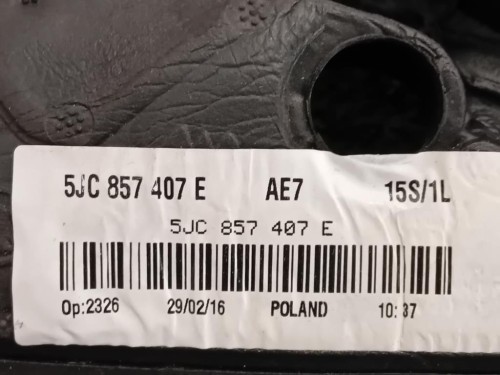 5JC 857 407 E AE7 15S/1L
5JC 857 407 E
Op:2326 29/02/16 POLAND 10:37